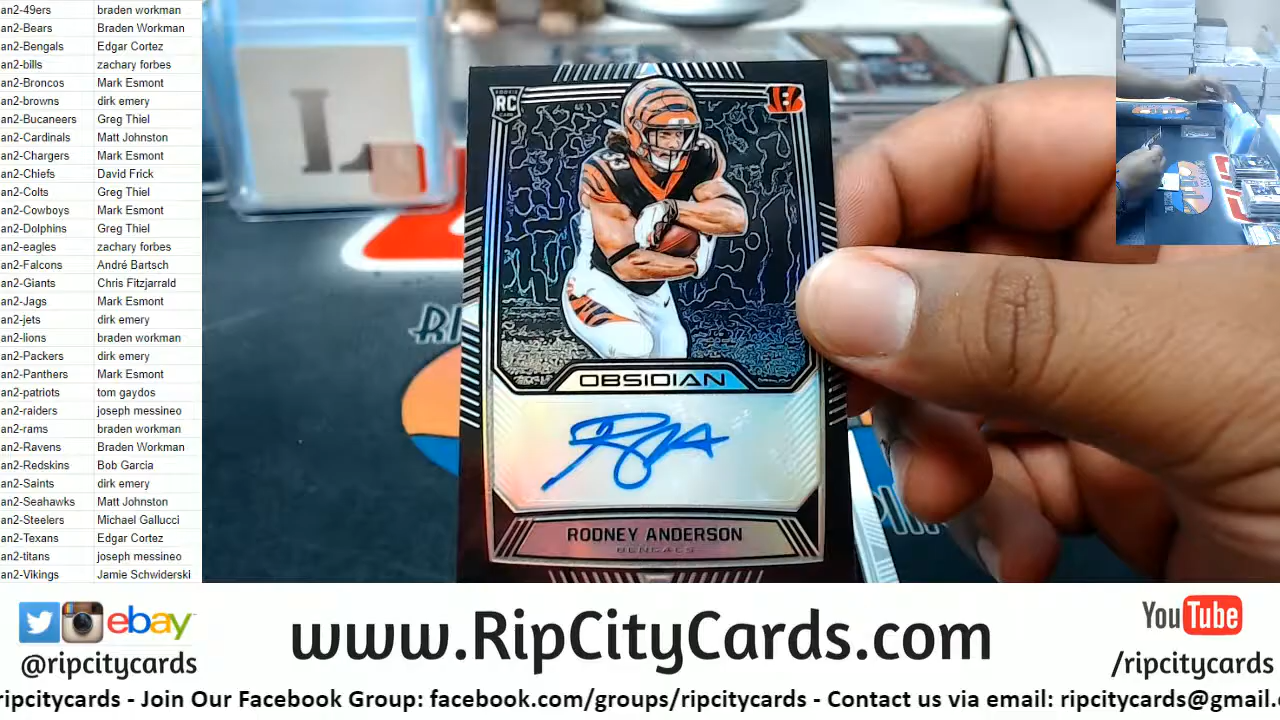 an2-49ers braden workman
an2-Bears Braden Workman
an2-Bengals Edgar Cortez
an2-bills zachary forbes
an2-Broncos Mark Esmont
an2-browns dirk emery
an2-Bucaneers Greg Thiel
an2-Cardinals Matt Johnston
an2-Chargers Mark Esmont
an2-Chiefs David Frick
an2-Colts Greg Thiel
an2-Cowboys Mark Esmont
an2-Dolphins Greg Thiel
an2-eagles zachary forbes
an2-Falcons André Bartsch
an2-Giants Chris Fitzjarrald
an2-Jags Mark Esmont
an2-jets dirk emery
an2-lions braden workman
an2-Packers dirk emery
an2-Panthers Mark Esmont
an2-patriots tom gaydos
an2-raiders joseph messineo
an2-rams braden workman
an2-Ravens Braden Workman
an2-Redskins Bob Garcia
an2-Saints dirk emery
an2-Seahawks Matt Johnston
an2-Steelers Michael Gallucci
an2-Texans Edgar Cortez
an2-titans joseph messineo
an2-Vikings Jamie Schwiderski
RC
B
33
OBSIDIAN
RODNEY ANDERSON
BENGALS
ebay
@ripcitycards
www.RipCityCards.com
YouTube
/ripcitycards
ripcitycards - Join Our Facebook Group: facebook.com/groups/ripcitycards - Contact us via email: ripcitycards@gmail.